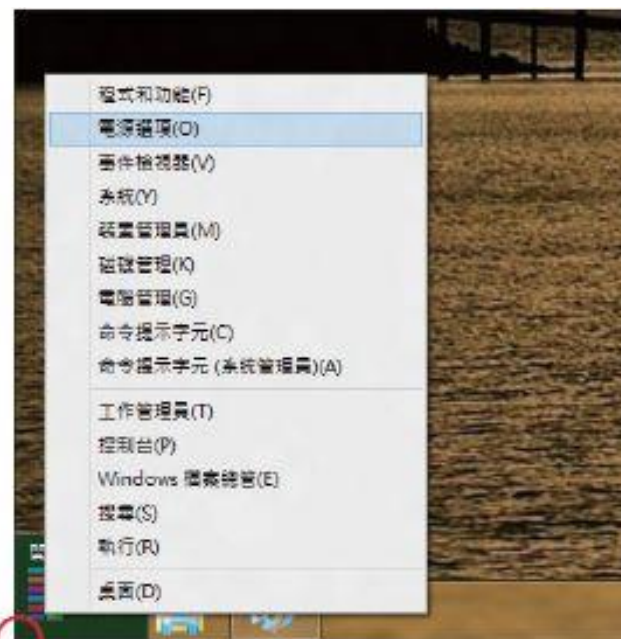 程式和功能(F)
電源選項(O)
事件檢視器(V)
系統(Y)
裝置管理員(M)
磁碟管理(K)
電腦管理(G)
命令提示字元(C)
命令提示字元 (系統管理員)(A)
工作管理員(T)
控制台(P)
Windows 檔案總管(E)
搜尋(S)
執行(R)
桌面(D)